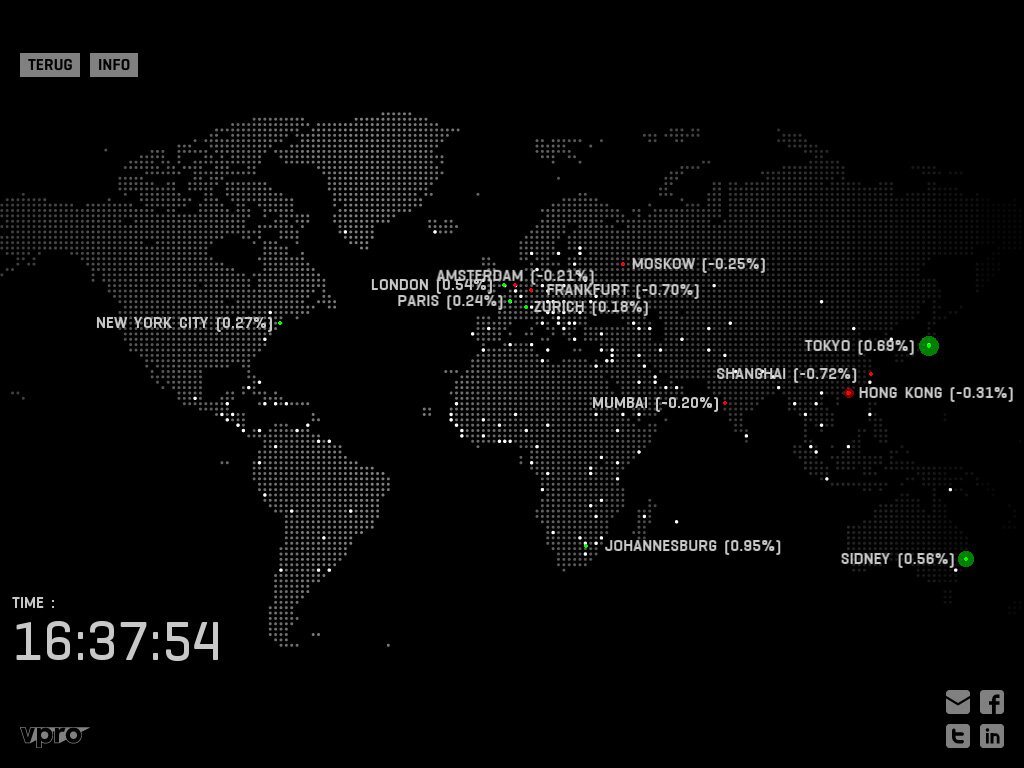 TERUG INFO
MOSKOW (-0.25%)
AMSTERDAM (-0.21%)
LONDON (0.54%)
FRANKFURT (-0.70%)
PARIS (0.24%)
ZURICH (0.18%)
NEW YORK CITY (0.27%)
TOKYO (0.69%)
SHANGHAI (-0.72%)
HONG KONG (-0.31%)
MUMBAI (-0.20%)
JOHANNESBURG (0.95%)
SIDNEY (0.56%)
TIME :
16:37:54
vpro